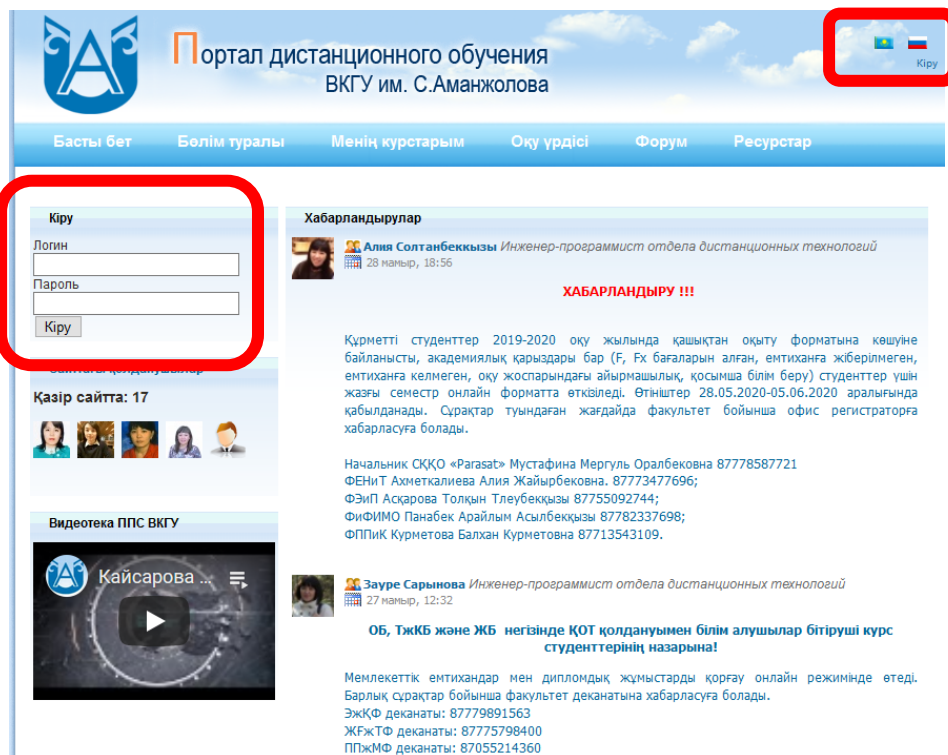 Портал дистанционного обучения
ВКГУ им. С.Аманжолова
Кіру
Басты бет Бөлім туралы Менің курстарым Оқу үрдісі Форум Ресурстар
Кіру
Логин
Пароль
Кіру
Қазір сайтта: 17
Видеотека ППС ВКГУ
Кайсарова ...
Хабарландырулар
Алия Солтанбеккызы Инженер-программист отдела дистанционных технологий
28 мамыр, 18:56
ХАБАРЛАНДЫРУ !!!
Құрметті студенттер 2019-2020 оқу жылында қашықтан оқыту форматына көшуіне
байланысты, академиялық қарыздары бар (F, Fx бағаларын алған, емтиханға жіберілмеген,
емтиханға келмеген, оқу жоспарындағы айырмашылық, қосымша білім беру) студенттер үшін
жазғы семестр онлайн форматта өткізіледі. Өтініштер 28.05.2020-05.06.2020 аралығында
қабылданады. Сұрақтар туындаған жағдайда факультет бойынша офис регистраторға
хабарласуға болады.
Начальник СҚҚО «Parasat» Мустафина Мергуль Оралбековна 87778587721
ФЕНиТ Ахметкалиева Алия Жайырбековна. 87773477696;
ФЭиП Асқарова Толқын Тлеубекқызы 87755092744;
ФиФИМО Панабек Арайлым Асылбекқызы 87782337698;
ФППиК Курметова Балхан Курметовна 87713543109.
Зауре Сарынова Инженер-программист отдела дистанционных технологий
27 мамыр, 12:32
ОБ, ТжКБ және ЖБ негізінде ҚОТ қолдануымен білім алушылар бітіруші курс
студенттерінің назарына!
Мемлекеттік емтихандар мен дипломдық жұмыстарды қорғау онлайн режимінде өтеді.
Барлық сұрақтар бойынша факультет деканатына хабарласуға болады.
ЭжҚФ деканаты: 87779891563
ЖҒжТФ деканаты: 87775798400
ППжМФ деканаты: 87055214360